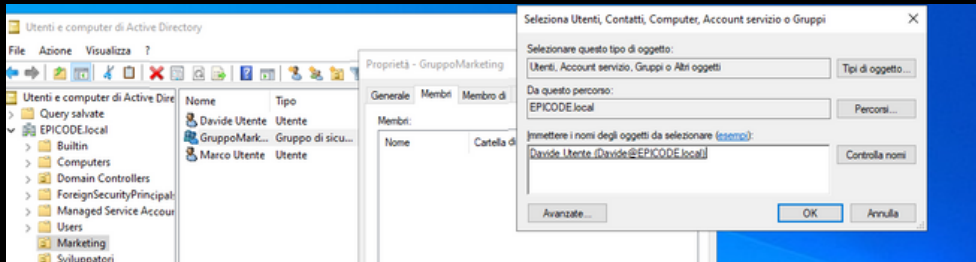 Utenti e computer di Active Directory
File Azione Visualizza ?
Utenti e computer di Active Dire
Query salvate
EPICODE.local
Builtin
Computers
Domain Controllers
ForeignSecurityPrincipals
Managed Service Accour
Users
Marketing
Sviluppatori
Nome Tipo
Davide Utente Utente
GruppoMark... Gruppo di sicu...
Marco Utente Utente
Proprietà - GruppoMarketing
Generale Membri Membro di
Membri:
Nome Cartella di
Seleziona Utenti, Contatti, Computer, Account servizio o Gruppi
Selezionare questo tipo di oggetto:
Utenti, Account servizio, Gruppi o Altri oggetti Tipi di oggetto...
Da questo percorso:
EPICODE.local Percorsi...
Immettere i nomi degli oggetti da selezionare (esempi):
Davide Utente (Davide@EPICODE.local) Controlla nomi
Avanzate... OK Annulla